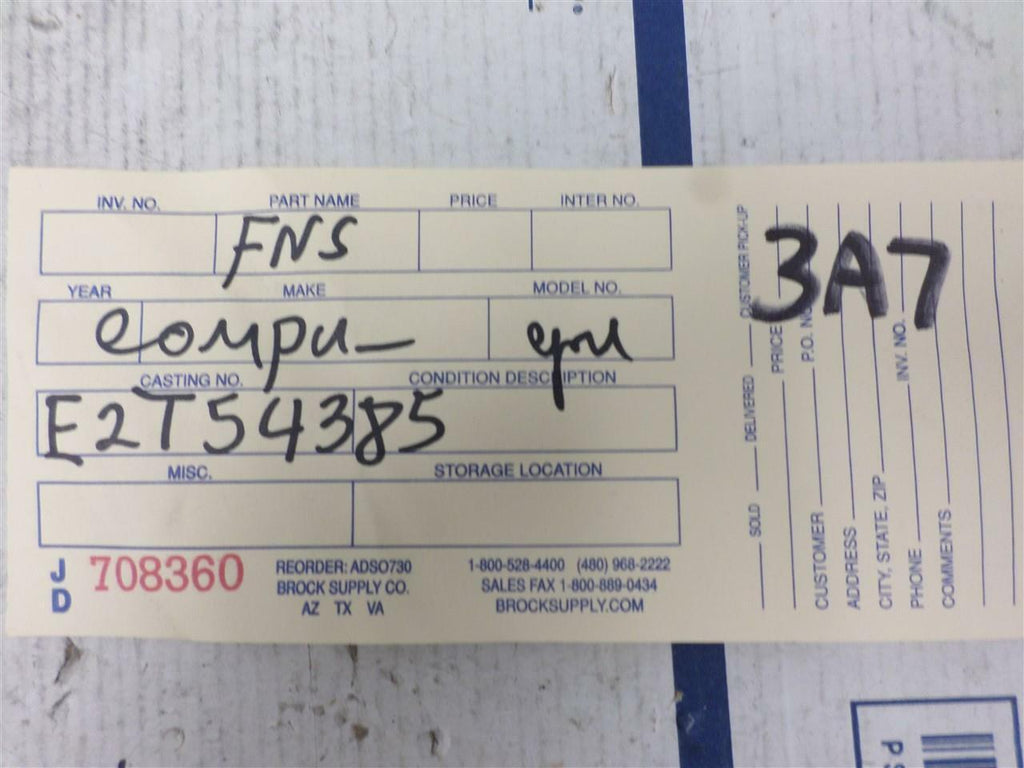 INV. NO. PART NAME PRICE INTER NO.
FNS
YEAR MAKE MODEL NO.
compu-
CASTING NO. CONDITION DESCRIPTION
E2T54385
MISC. STORAGE LOCATION
JD 708360
REORDER: ADSO730
BROCK SUPPLY CO.
AZ TX VA
1-800-528-4400 (480) 968-2222
SALES FAX 1-800-889-0434
BROCKSUPPLY.COM
3A7
SOLD DELIVERED CUSTOMER PICK-UP
PRICE
CUSTOMER P.O. NO
ADDRESS
CITY, STATE, ZIP
PHONE INV. NO.
COMMENTS